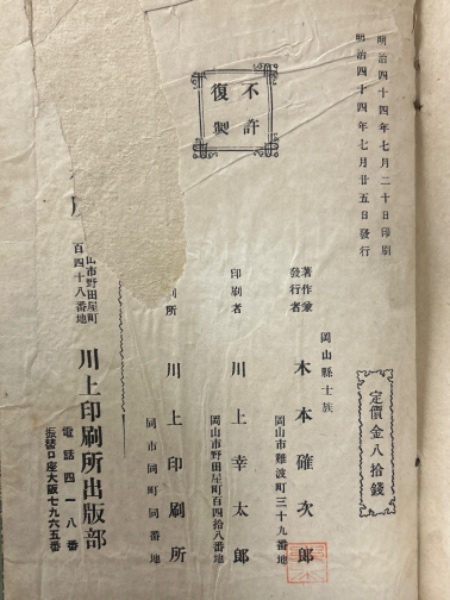 明治四十四年七月二十日印刷
明治四十四年七月廿五日發行
定價金八拾錢
不許
復製
岡山縣士族
著作兼
發行者
木本確次郎
岡山市難波町三十九番地
印刷者
川上幸太郎
岡山市野田屋町百四拾八番地
刷所
川上印刷所
同市同町同番地
山市野田屋町
百四十八番地
川上印刷所出版部
電話四一八番
振替口座大阪七九六五番